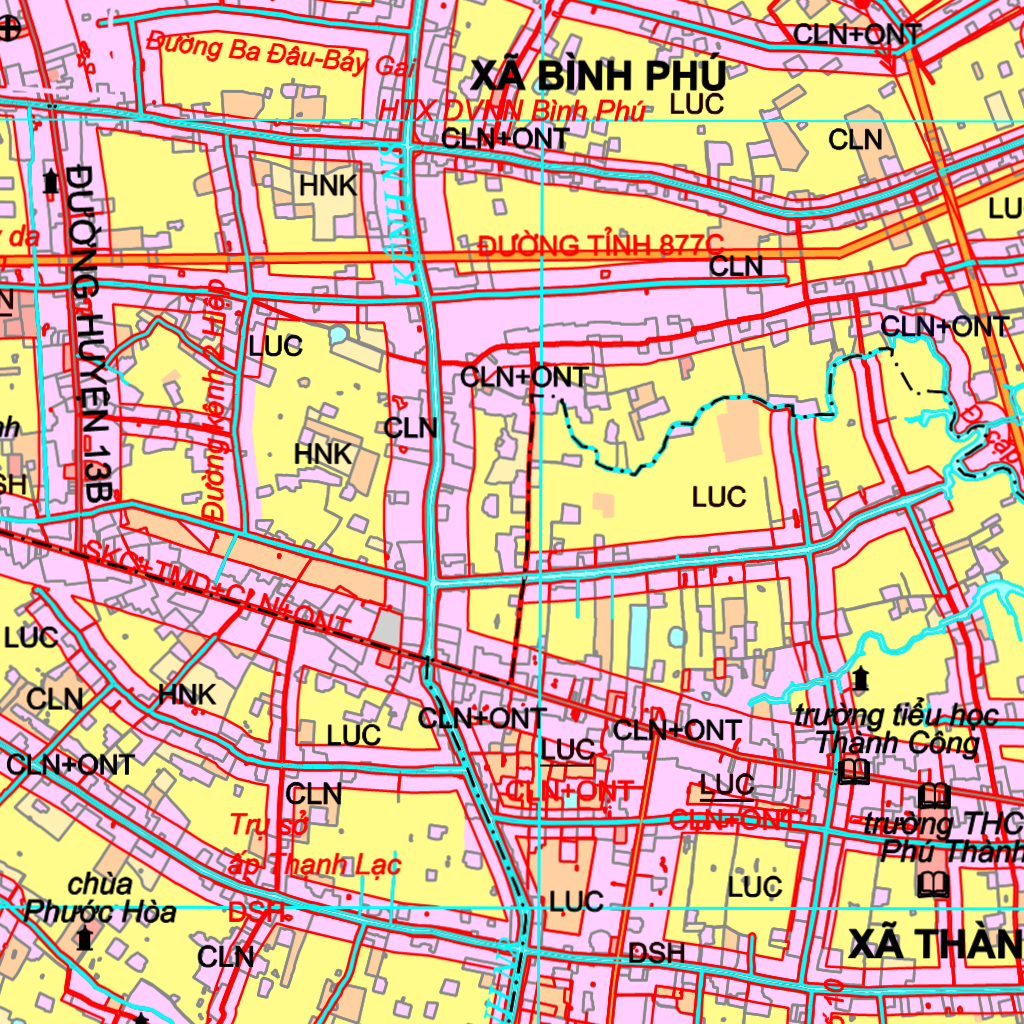 CLN+ONT
Đường Ba Đâu-Bảy Gai
XÃ BÌNH PHÚ
LUC
HTX DVNN Bình Phú
CLN+ONT
CLN
HNK
ĐƯỜNG HUYỆN 13B
ĐƯỜNG TỈNH 877C
CLN
Đường kênh 2 Hiệp
LUC
CLN+ONT
CLN+ONT
CLN
HNK
LUC
SKC+TMD+CLN+ONT
LUC
CLN
HNK
CLN+ONT
LUC
CLN+ONT
LUC
CLN+ONT
trường tiểu học
Thành Công
CLN
CLN+ONT
LUC
CLN+ONT
Trụ sở
ấp Thạnh Lạc
trường THC
Phú Thành
chùa
Phước Hòa
DSH
LUC
LUC
CLN
DSH
XÃ THÀN